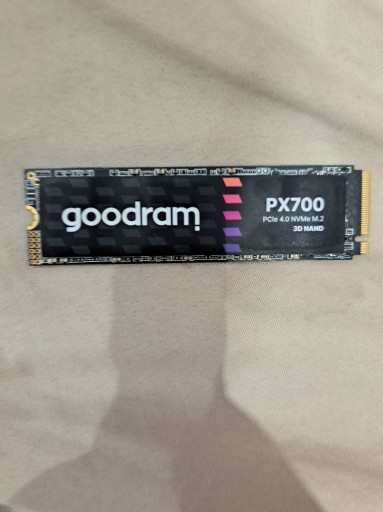 goodram
PX700
PCIe 4.0 NVMe M.2
3D NAND